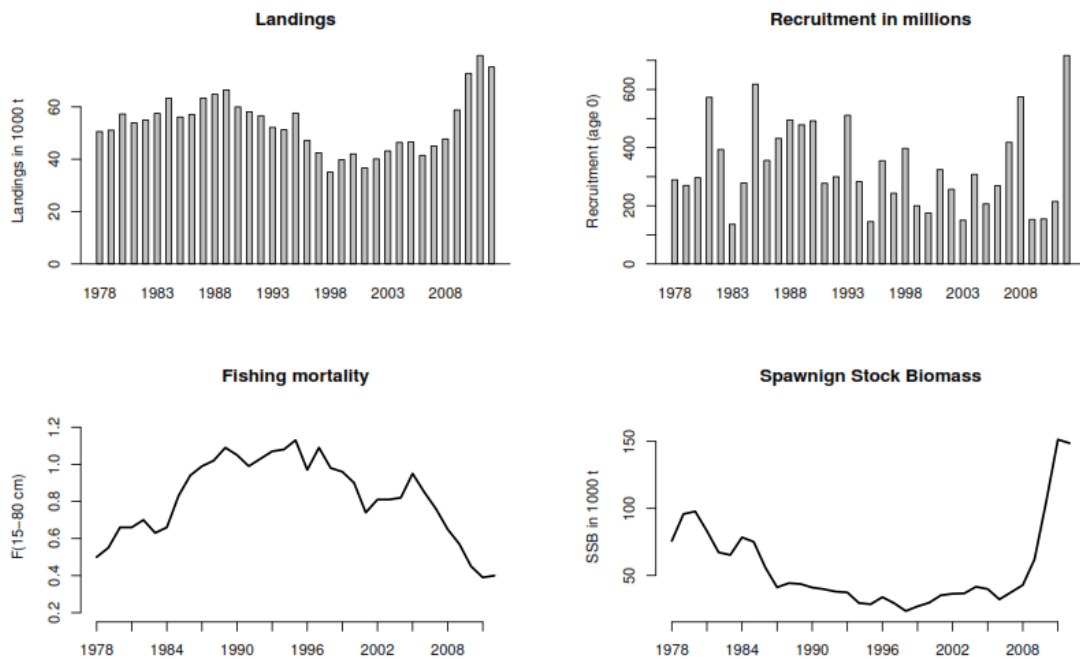 Landings
Landings in 1000 t
60
40
20
0
1978 1983 1988 1993 1998 2003 2008
Recruitment in millions
Recruitment (age 0)
600
400
200
0
1978 1983 1988 1993 1998 2003 2008
Fishing mortality
F(15–80 cm)
1.2
1.0
0.8
0.6
0.4
0.2
1978 1984 1990 1996 2002 2008
Spawnign Stock Biomass
SSB in 1000 t
150
100
50
1978 1984 1990 1996 2002 2008